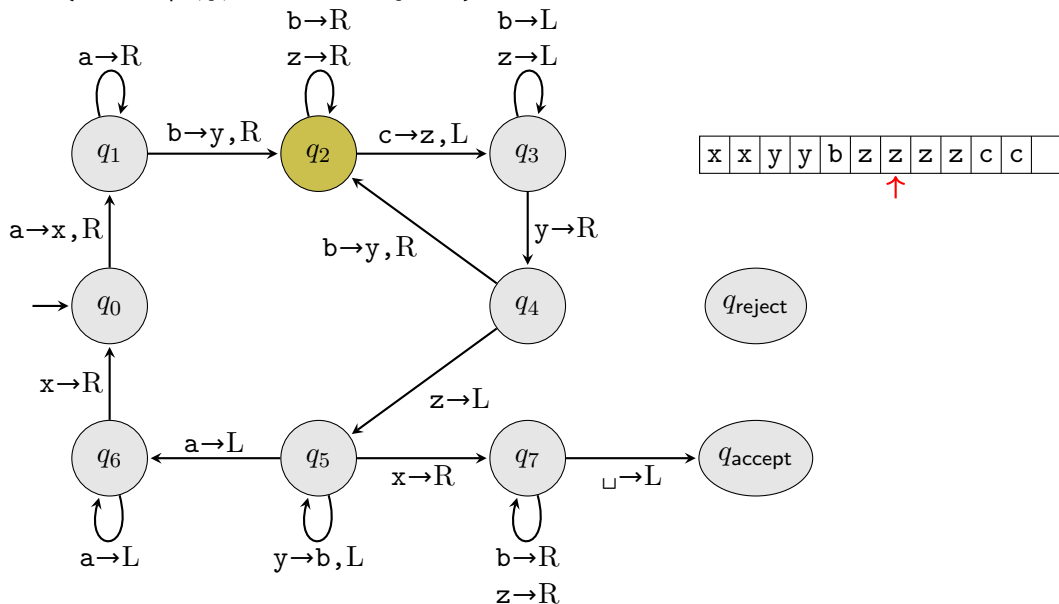 b→R
z→R
b→L
z→L
a→R
q1
b→y,R
q2
c→z,L
q3
x x y y b z z z z c c
↑
a→x,R
b→y,R
y→R
q0
q4
qreject
x→R
z→L
q6
a→L
q5
x→R
q7
␣→L
qaccept
a→L
y→b,L
b→R
z→R